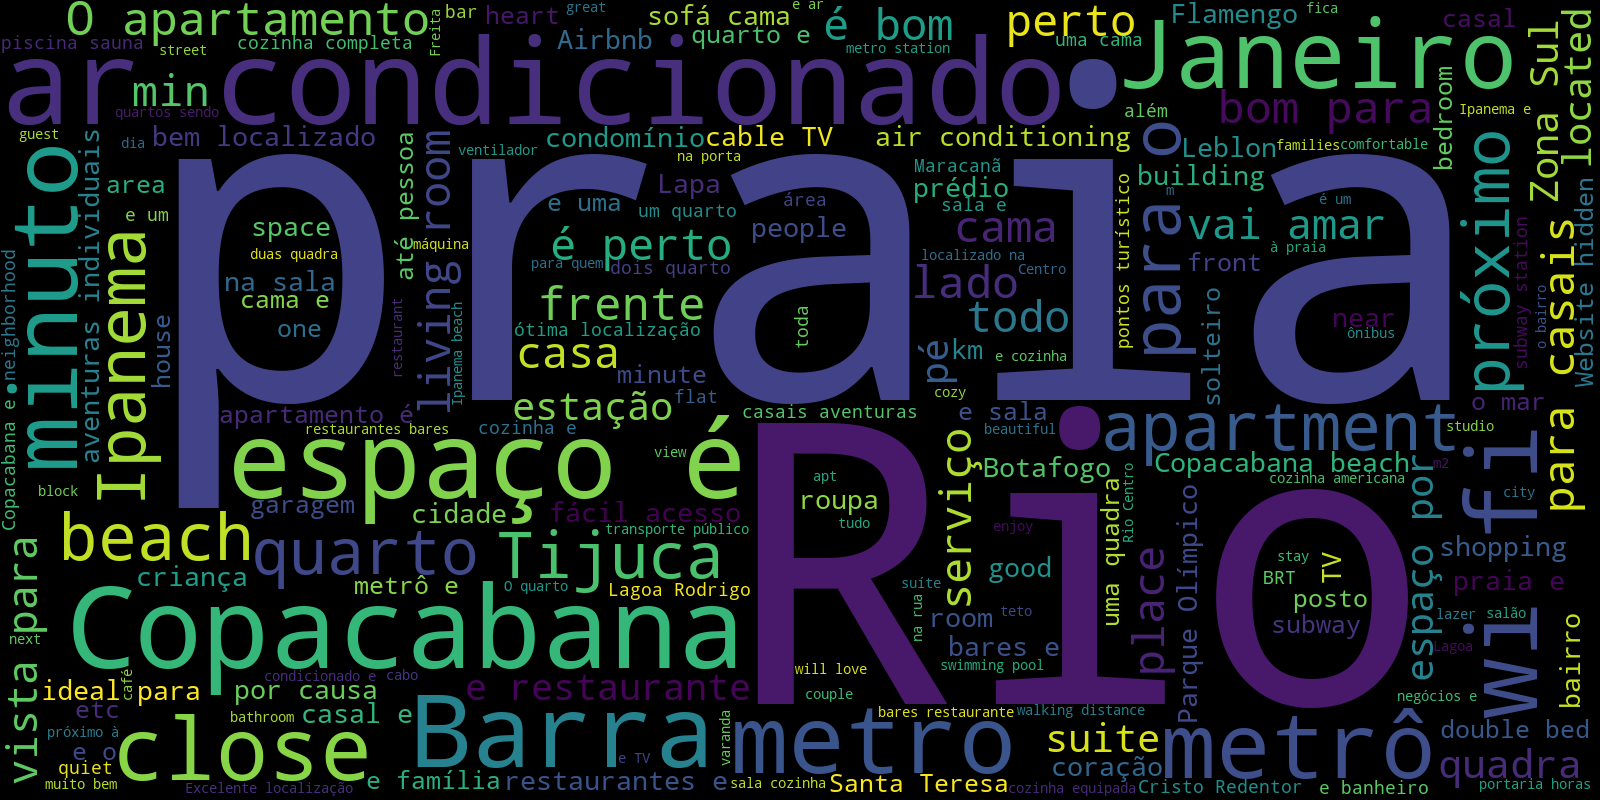 O apartamento
Freita
bar
heart
great
sofá cama
e ar
é bom
perto
Flamengo
fica
casal
piscina sauna
street
cozinha completa
Airbnb
quarto e
metro station
uma cama
Janeiro
Zona Sul
located
ar condicionado
min
quartos sendo
além
bom para
bedroom
Ipanema e
guest
dia
bem localizado
ventilador
condomínio
cable TV
air conditioning
Leblon
families
comfortable
minuto
aventuras individuais
area
até pessoa
living room
na porta
Maracanã
prédio
para o
building
próximo
e um
space
praia
e uma
Lapa
um quarto
área
sala e
pontos turístico
m
é um
duas quadra
máquina
é perto
people
cama
vai amar
à praia
Ipanema
na sala
para quem
dois quarto
localizado na
Centro
lado
front
subway station
Website hidden
neighborhood
house
cama e
one
restaurant
Ipanema beach
frente
toda
todo
solteiro
near
ônibus
o bairro
para casais
ótima localização
casa
pé
km
e cozinha
minute
flat
cozy
o mar
apartamento é
estação
casais aventuras
e sala
beautiful
apartment
studio
Copacabana e
restaurantes bares
cozinha e
espaço é
view
block
Botafogo
Copacabana beach
m2
wi fi
garagem
cidade
fácil acesso
apt
roupa
Rio
serviço
Rio Centro
uma quadra
cozinha americana
espaço por
city
beach
quarto
transporte público
tudo
enjoy
Parque Olímpico
shopping
vista para
criança
metrô e
Tijuca
O quarto
Lagoa Rodrigo
good
stay
BRT
TV
posto
praia e
suíte
na rua
room
teto
place
subway
lazer
salão
Copacabana
next
bares e
Lagoa
bairro
swimming pool
café
condicionado e
cabo
will love
ideal para
por causa
e restaurante
couple
negócios e
etc
bathroom
casal e
Barra
varanda
bares restaurante
walking distance
metro
metrô
double bed
próximo à
e o
close
suite
quadra
quiet
e TV
coração
muito bem
Excelente localização
e família
restaurantes e
sala cozinha
Santa Teresa
cozinha equipada
Cristo Redentor
e banheiro
portaria horas